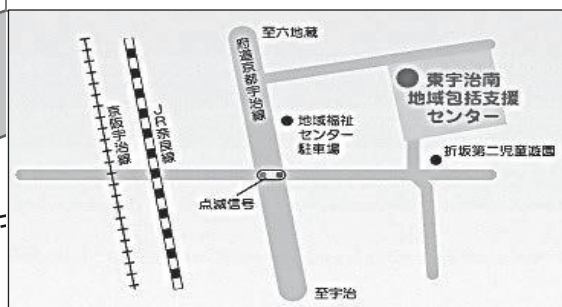 至六地蔵
府道京都宇治線
京阪宇治線
JR奈良線
東宇治南
地域包括支援
センター
地域福祉
センター
駐車場
折坂第二児童遊園
点滅信号
至宇治